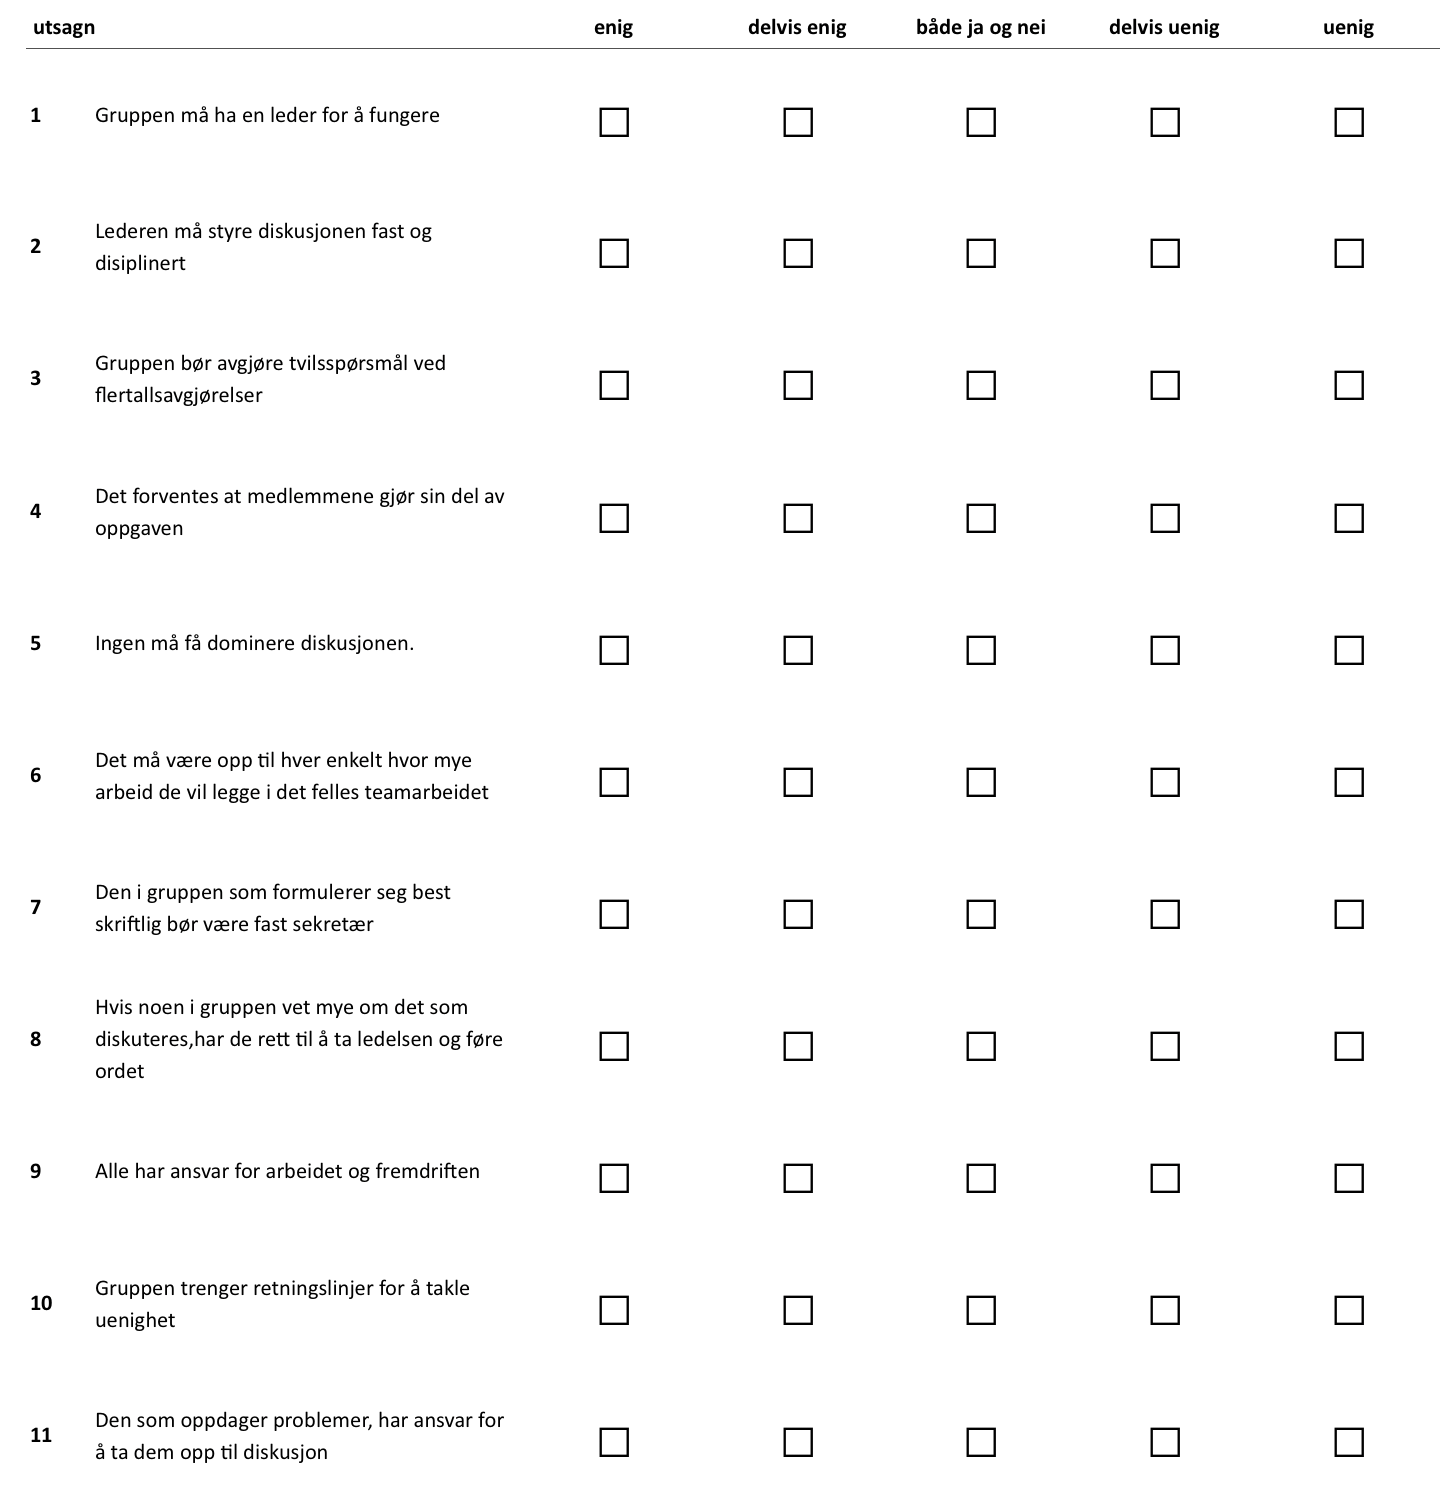 utsagn enig delvis enig både ja og nei delvis uenig uenig
1 Gruppen må ha en leder for å fungere
Lederen må styre diskusjonen fast og
2
disiplinert
Gruppen bør avgjøre tvilsspørsmål ved
3
flertallsavgjørelser
Det forventes at medlemmene gjør sin del av
4
oppgaven
5 Ingen må få dominere diskusjonen.
Det må være opp til hver enkelt hvor mye
6
arbeid de vil legge i det felles teamarbeidet
Den i gruppen som formulerer seg best
7
skriftlig bør være fast sekretær
Hvis noen i gruppen vet mye om det som
8 diskuteres,har de rett til å ta ledelsen og føre
ordet
9 Alle har ansvar for arbeidet og fremdriften
Gruppen trenger retningslinjer for å takle
10
uenighet
Den som oppdager problemer, har ansvar for
11
å ta dem opp til diskusjon